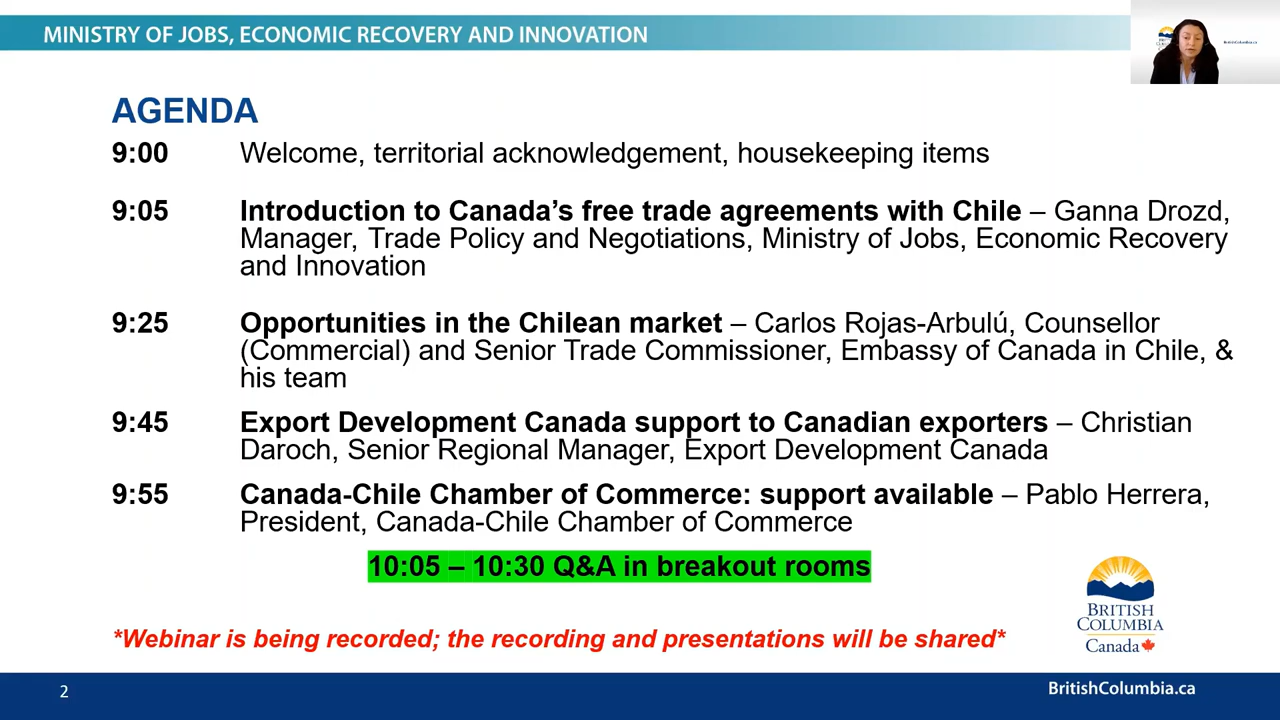 MINISTRY OF JOBS, ECONOMIC RECOVERY AND INNOVATION
BRITISH
BritishColumbia.ca
AGENDA
9:00 Welcome, territorial acknowledgement, housekeeping items
9:05 Introduction to Canada’s free trade agreements with Chile – Ganna Drozd,
Manager, Trade Policy and Negotiations, Ministry of Jobs, Economic Recovery
and Innovation
9:25 Opportunities in the Chilean market – Carlos Rojas-Arbulú, Counsellor
(Commercial) and Senior Trade Commissioner, Embassy of Canada in Chile, &
his team
9:45 Export Development Canada support to Canadian exporters – Christian
Daroch, Senior Regional Manager, Export Development Canada
9:55 Canada-Chile Chamber of Commerce: support available – Pablo Herrera,
President, Canada-Chile Chamber of Commerce
10:05 – 10:30 Q&A in breakout rooms
*Webinar is being recorded; the recording and presentations will be shared*
BRITISH
COLUMBIA
Canada
2
BritishColumbia.ca